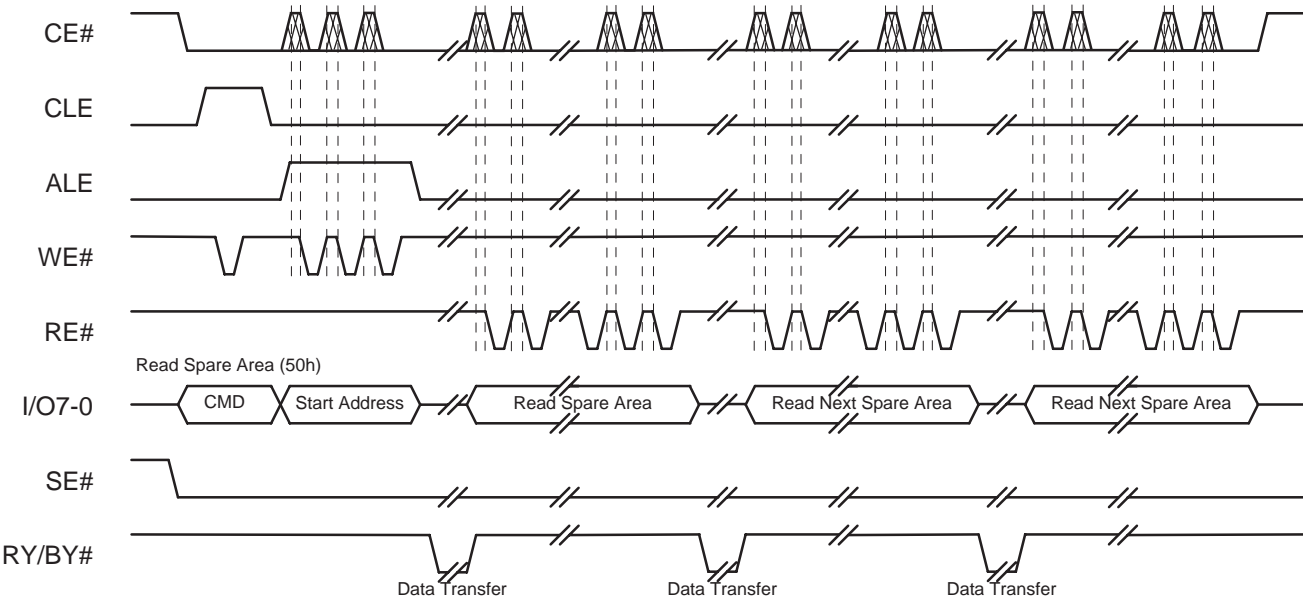 CE#
CLE
ALE
WE#
RE#
Read Spare Area (50h)
I/O7-0
CMD
Start Address
Read Spare Area
Read Next Spare Area
Read Next Spare Area
SE#
RY/BY#
Data Transfer
Data Transfer
Data Transfer